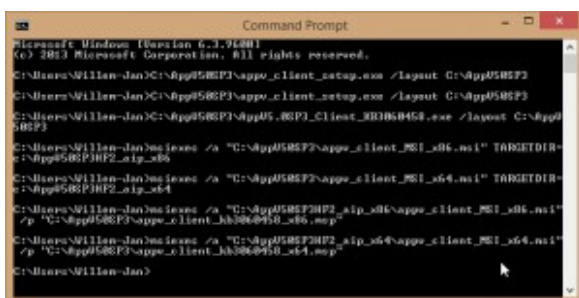 Command Prompt
Microsoft Windows [Version 6.3.9600]
(c) 2013 Microsoft Corporation. All rights reserved.
C:\Users\Willem-Jan>C:\AppV50SP3\appv_client_setup.exe /layout C:\AppV50SP3
C:\Users\Willem-Jan>C:\AppV50SP3\appv_client_setup.exe /layout C:\AppV50SP3
C:\Users\Willem-Jan>C:\AppV50SP3\AppV5.0SP3_Client_KB3060458.exe /layout C:\AppV
50SP3
C:\Users\Willem-Jan>msiexec /a "C:\AppV50SP3\appv_client_MSI_x86.msi" TARGETDIR=
c:\AppV50SP3HF2_aip_x86
C:\Users\Willem-Jan>msiexec /a "C:\AppV50SP3\appv_client_MSI_x64.msi" TARGETDIR=
c:\AppV50SP3HF2_aip_x64
C:\Users\Willem-Jan>msiexec /a "C:\AppV50SP3HF2_aip_x86\appv_client_MSI_x86.msi"
/p "C:\AppV50SP3\appv_client_kb3060458_x86.msp"
C:\Users\Willem-Jan>msiexec /a "C:\AppV50SP3HF2_aip_x64\appv_client_MSI_x64.msi"
/p "C:\AppV50SP3\appv_client_kb3060458_x64.msp"
C:\Users\Willem-Jan>